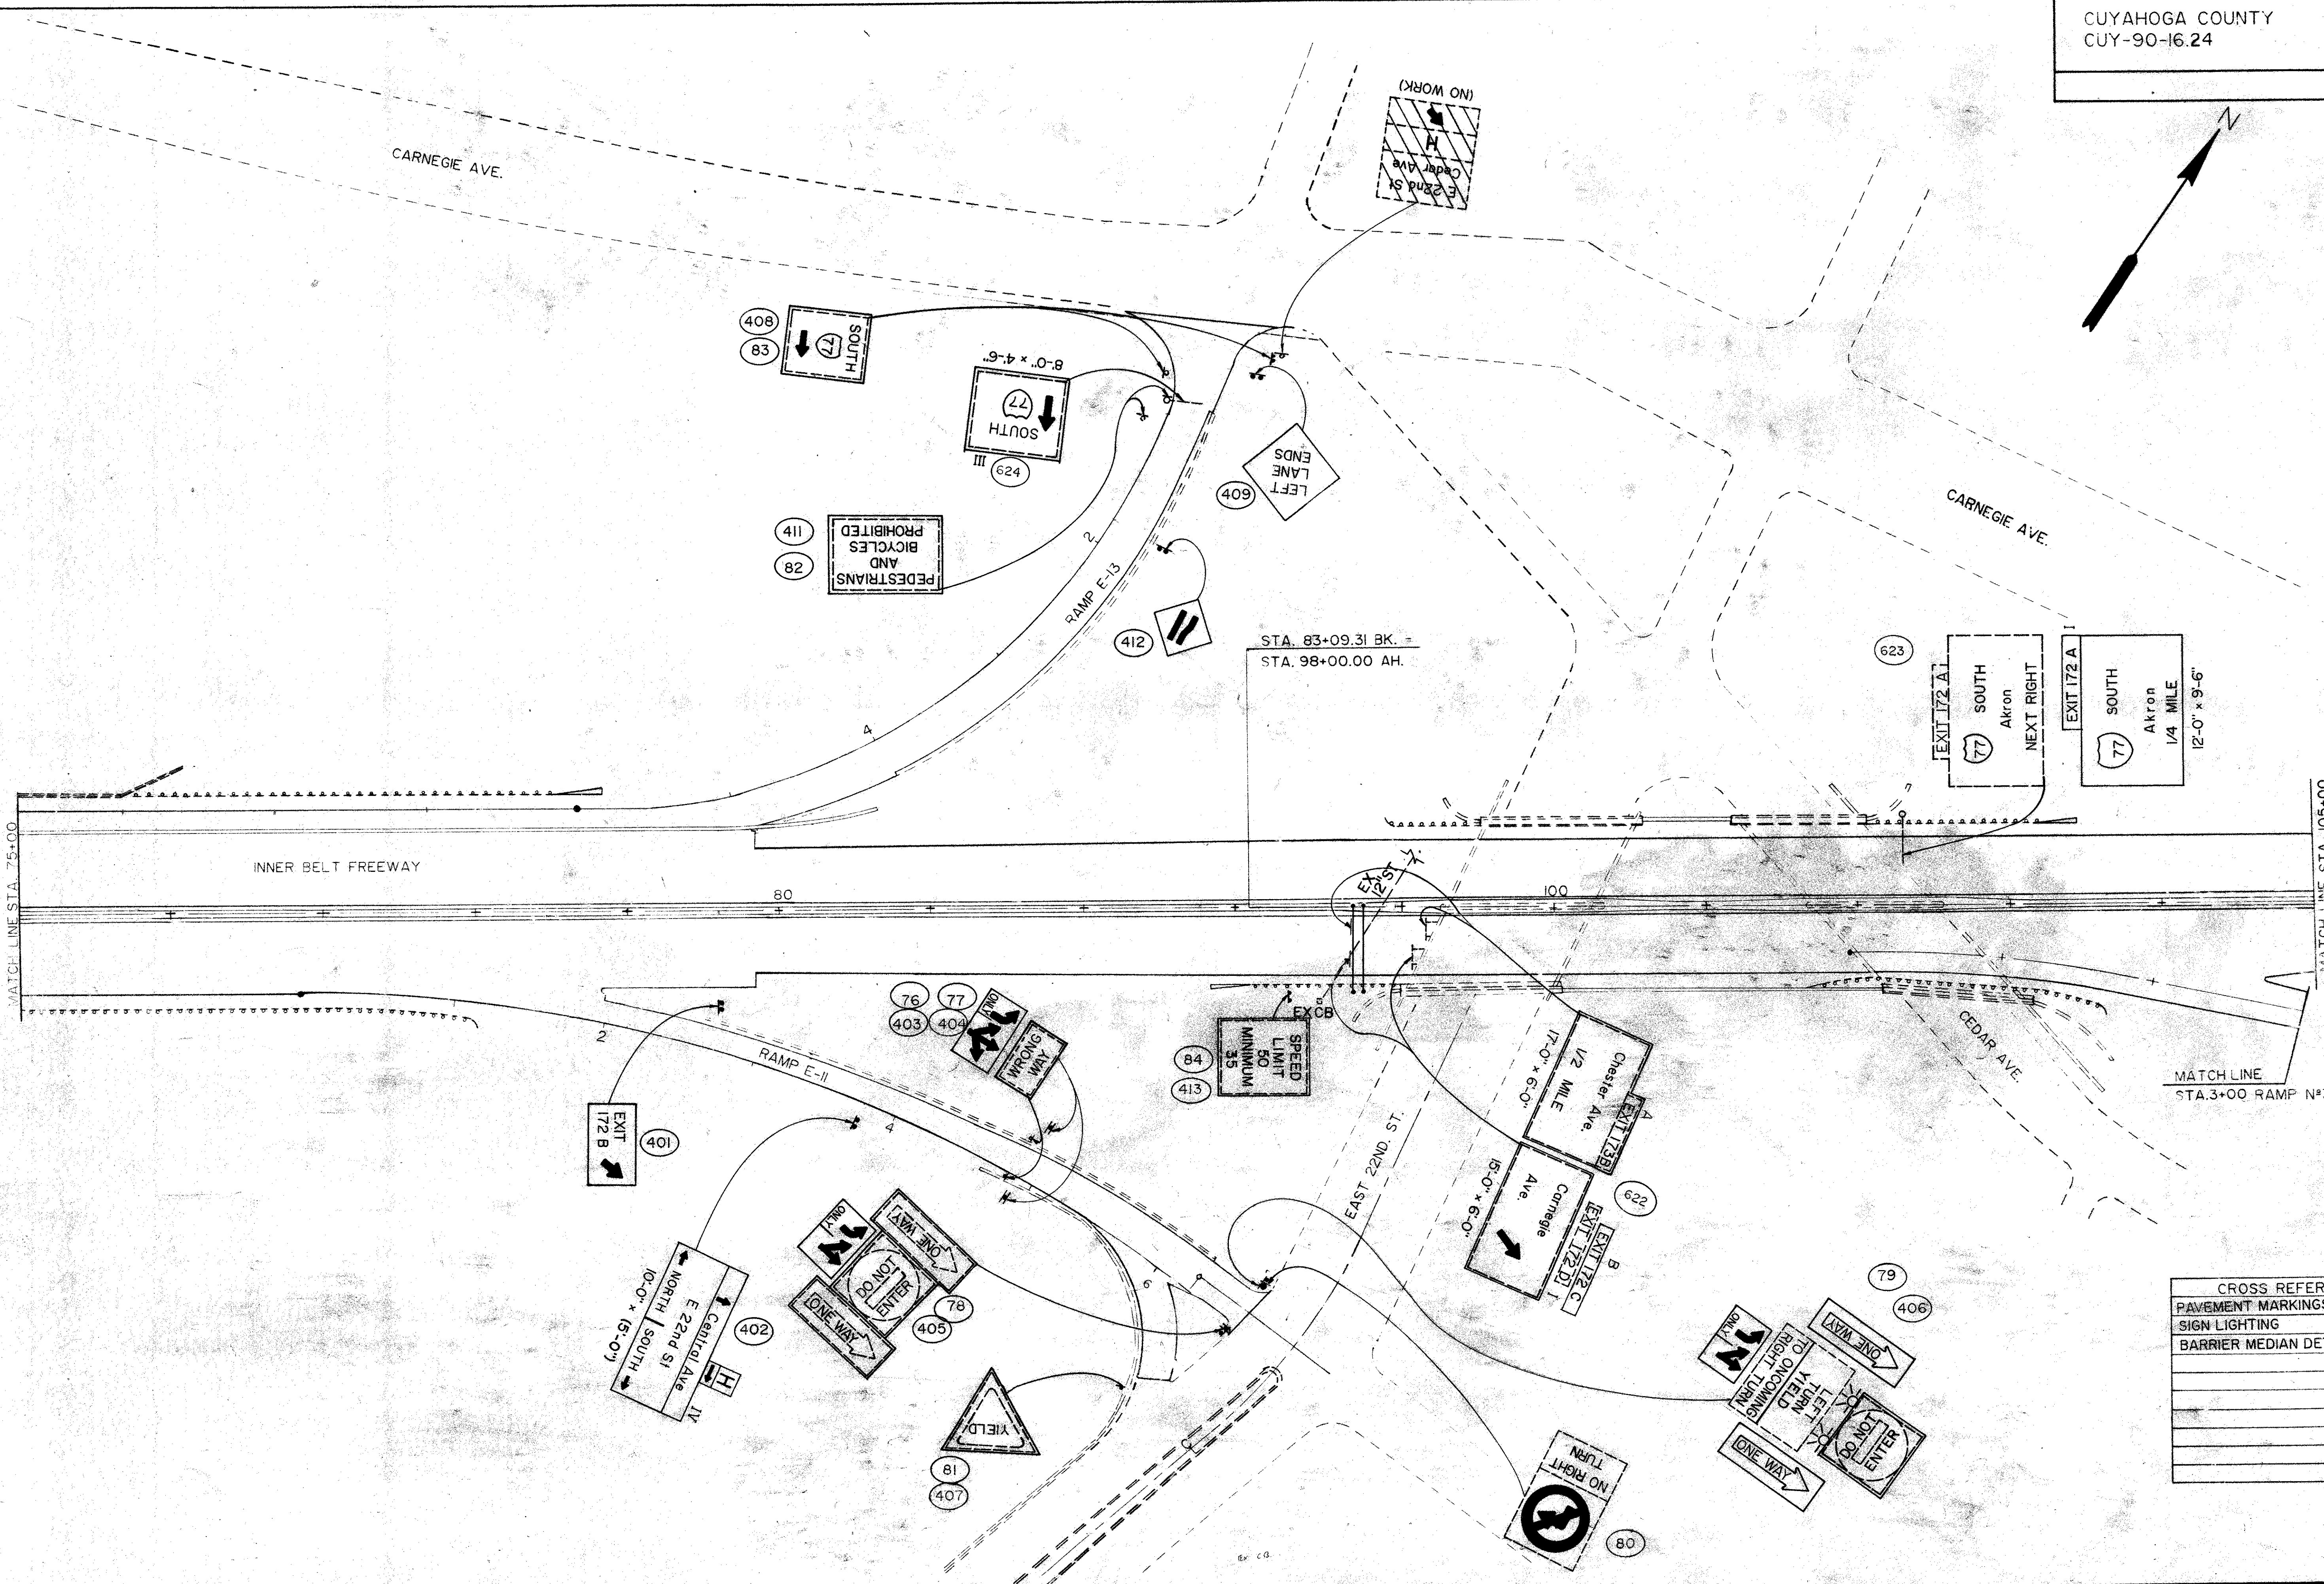 CUYAHOGA COUNTY
CUY-90-16.24
N
(NO WORK)
H
E 22nd St
Cedar Ave
CARNEGIE AVE.
408
83
SOUTH
77
8'-0" x 4'-6"
SOUTH
77
III
624
LEFT
LANE
ENDS
409
411
82
PEDESTRIANS
AND
BICYCLES
PROHIBITED
2
RAMP E-13
412
4
CARNEGIE AVE.
STA. 83+09.31 BK. =
STA. 98+00.00 AH.
623
EXIT 172 A
77
SOUTH
Akron
NEXT RIGHT
I
EXIT 172 A
77
SOUTH
Akron
1/4 MILE
12'-0" x 9'-6"
MATCH LINE STA. 75+00
INNER BELT FREEWAY
80
100
MATCH LINE STA. 105+00
EX.
12" ST.
EX CB
2
RAMP E-11
4
6
76
77
403
404
ONLY
WRONG
WAY
84
413
SPEED
LIMIT
50
MINIMUM
35
EXIT
172 B
401
Chester Ave.
1/2 MILE
17'-0" x 6'-0"
A
EXIT 173B
Carnegie
Ave.
15'-0" x 6'-0"
EXIT 172 D
I
EXIT 172 C
B
622
EAST 22ND. ST.
CEDAR AVE.
MATCH LINE
STA. 3+00 RAMP Nº
402
Central Ave
H
E 22nd St
NORTH
SOUTH
10'-0" x (5'-0")
IV
ONLY
ONE WAY
DO NOT
ENTER
ONE WAY
78
405
YIELD
81
407
79
406
ONLY
ONE WAY
LEFT
TURN
YIELD
TO ONCOMING
RIGHT TURN
DO NOT
ENTER
ONE WAY
NO RIGHT
TURN
80
Ex CB
CROSS REFER
PAVEMENT MARKINGS
SIGN LIGHTING
BARRIER MEDIAN DE